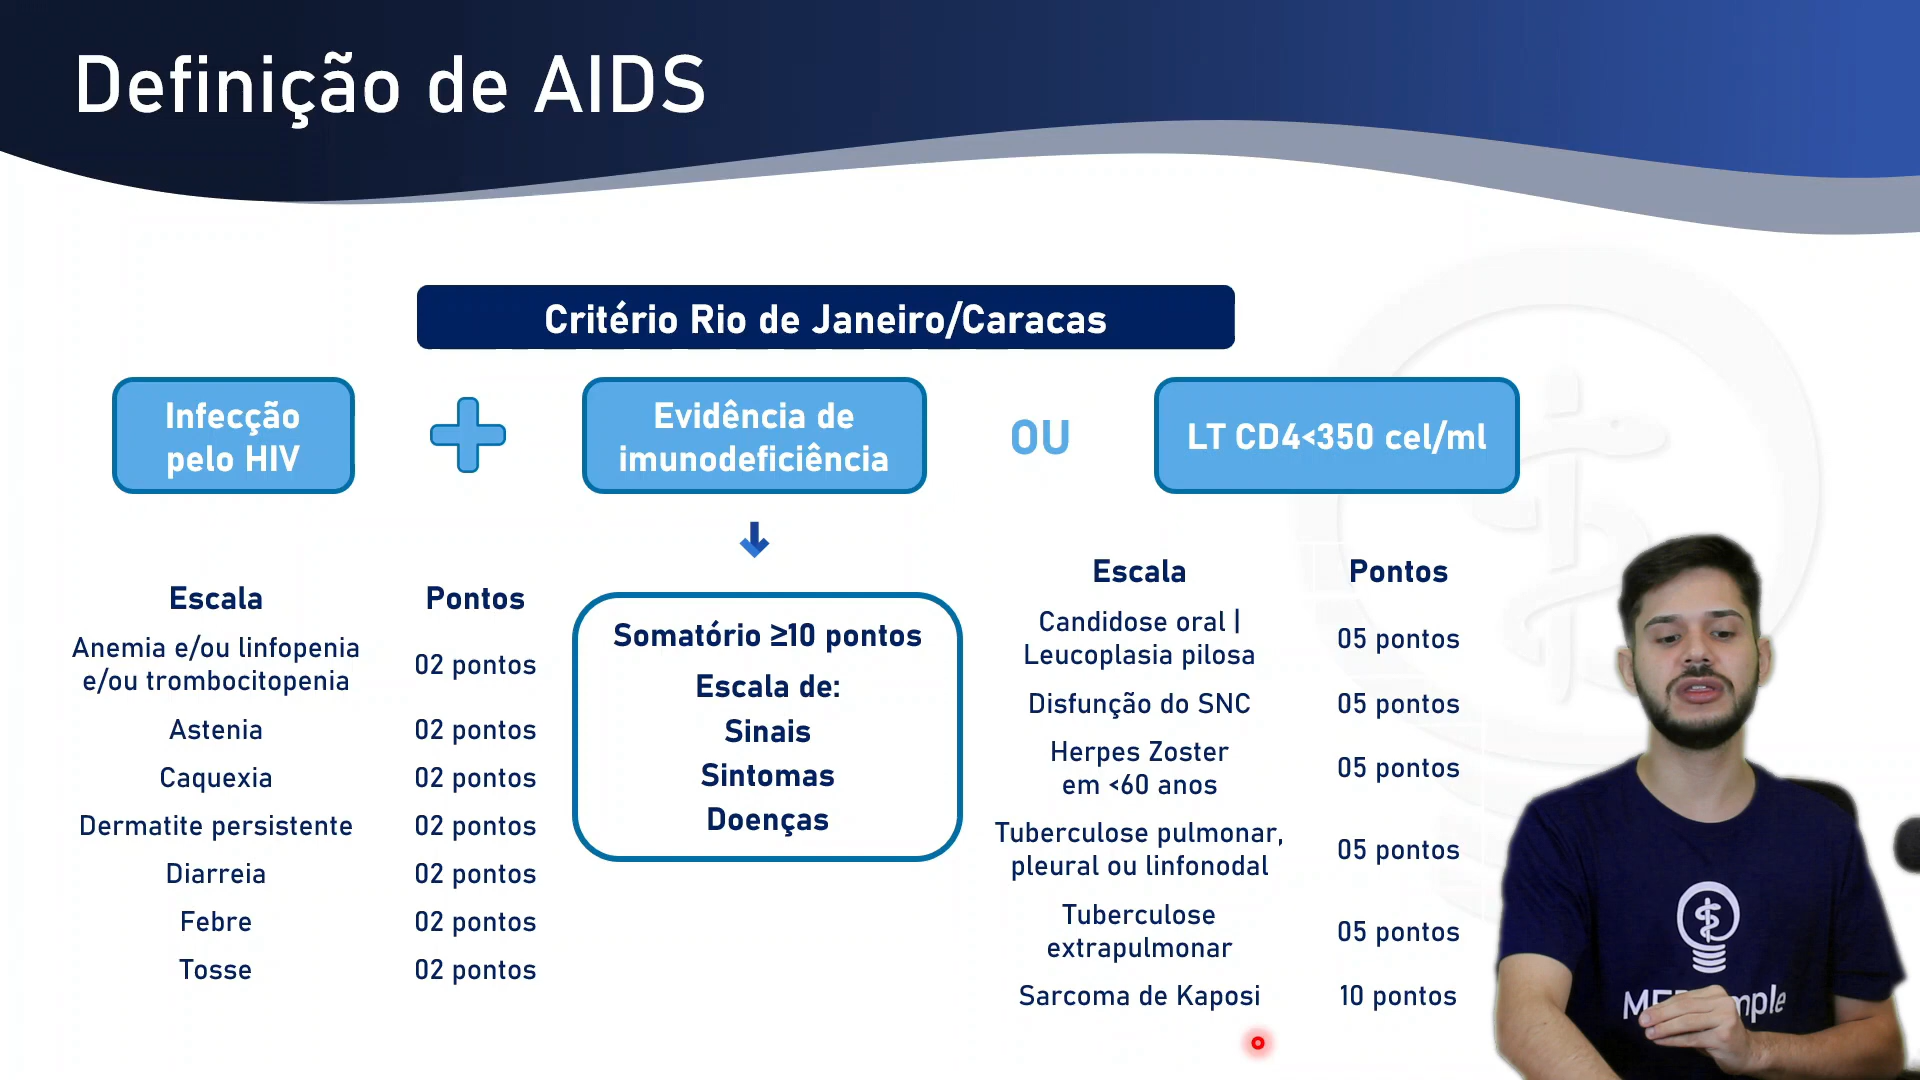 Definição de AIDS
Critério Rio de Janeiro/Caracas
Infecção
pelo HIV
Evidência de
imunodeficiência
OU
LT CD4<350 cel/ml
Escala
Pontos
Anemia e/ou linfopenia
e/ou trombocitopenia
02 pontos
Astenia
02 pontos
Caquexia
02 pontos
Dermatite persistente
02 pontos
Diarreia
02 pontos
Febre
02 pontos
Tosse
02 pontos
Somatório ≥10 pontos
Escala de:
Sinais
Sintomas
Doenças
Escala
Pontos
Candidose oral |
Leucoplasia pilosa
05 pontos
Disfunção do SNC
05 pontos
Herpes Zoster
em <60 anos
05 pontos
Tuberculose pulmonar,
pleural ou linfonodal
05 pontos
Tuberculose
extrapulmonar
05 pontos
Sarcoma de Kaposi
10 pontos